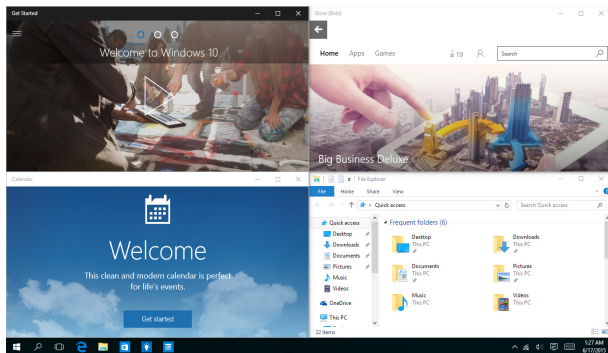 Get Started
Welcome to Windows 10
Store (Beta)
Home Apps Games 19 Search
Big Business Deluxe
Calendar
Welcome
This clean and modern calendar is perfect
for life's events.
Get started
File Explorer
File Home Share View
Quick access Search Quick access
Quick access
Desktop
Downloads
Documents
Pictures
Music
Videos
OneDrive
This PC
22 items
Frequent folders (6)
Desktop
This PC
Downloads
This PC
Documents
This PC
Pictures
This PC
Music
This PC
Videos
This PC
1:27 AM
6/17/2015